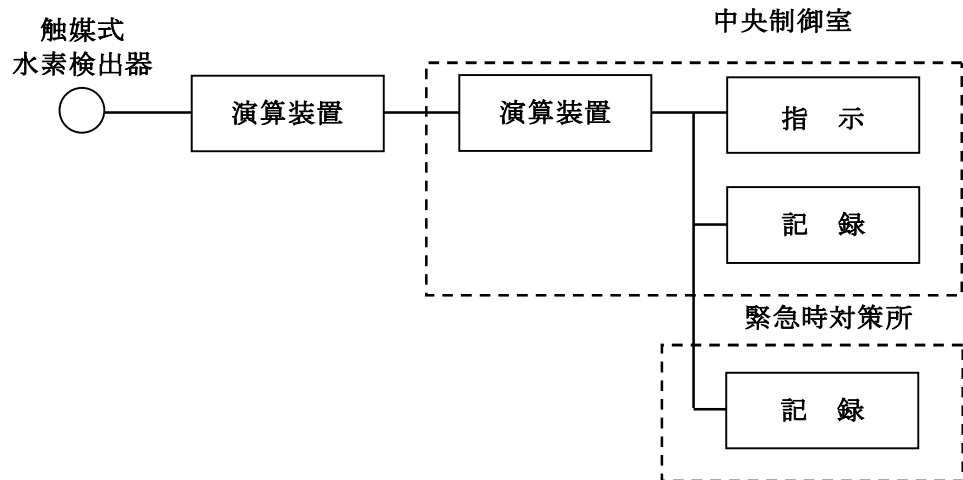 中央制御室
触媒式
水素検出器
演算装置
演算装置
指 示
記 録
緊急時対策所
記 録